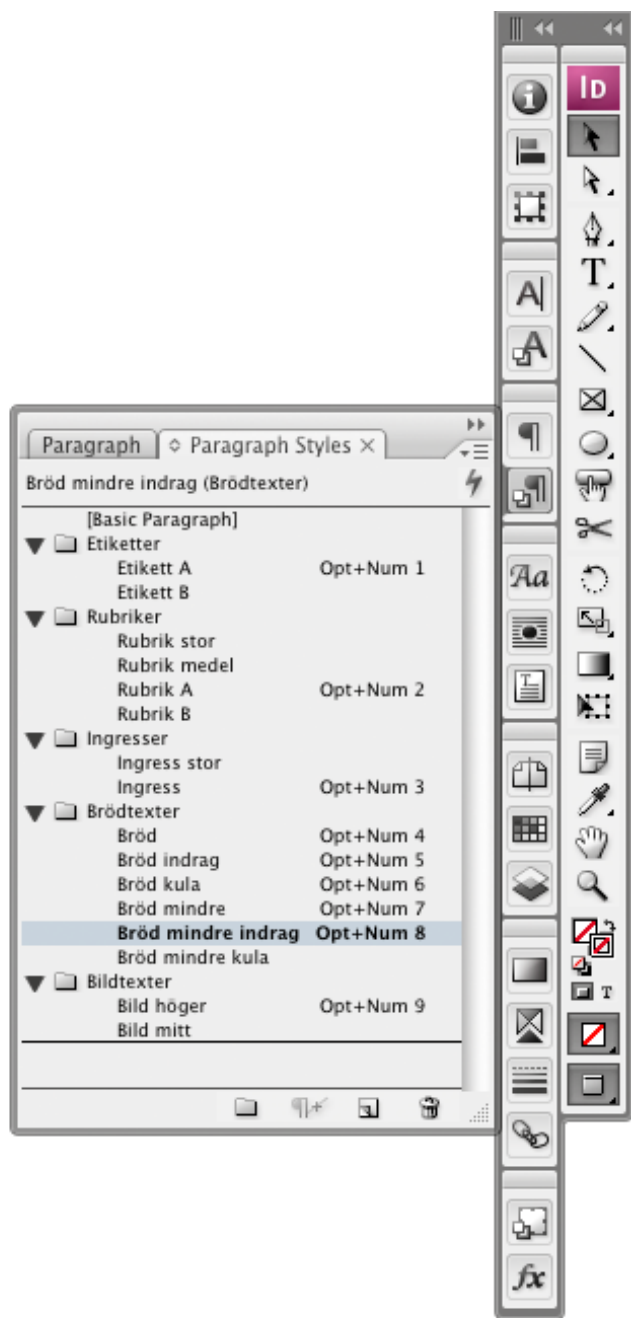 ID
Paragraph
Paragraph Styles
Bröd mindre indrag (Brödtexter)
[Basic Paragraph]
Etiketter
Etikett A Opt+Num 1
Etikett B
Rubriker
Rubrik stor
Rubrik medel
Rubrik A Opt+Num 2
Rubrik B
Ingresser
Ingress stor
Ingress Opt+Num 3
Brödtexter
Bröd Opt+Num 4
Bröd indrag Opt+Num 5
Bröd kula Opt+Num 6
Bröd mindre Opt+Num 7
Bröd mindre indrag Opt+Num 8
Bröd mindre kula
Bildtexter
Bild höger Opt+Num 9
Bild mitt